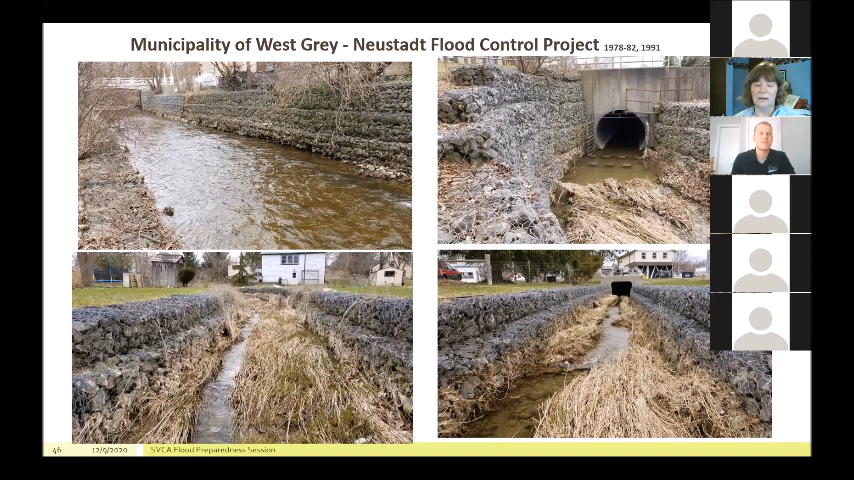 Municipality of West Grey - Neustadt Flood Control Project 1978-82, 1991
46 12/9/2020 SVCA Flood Preparedness Session